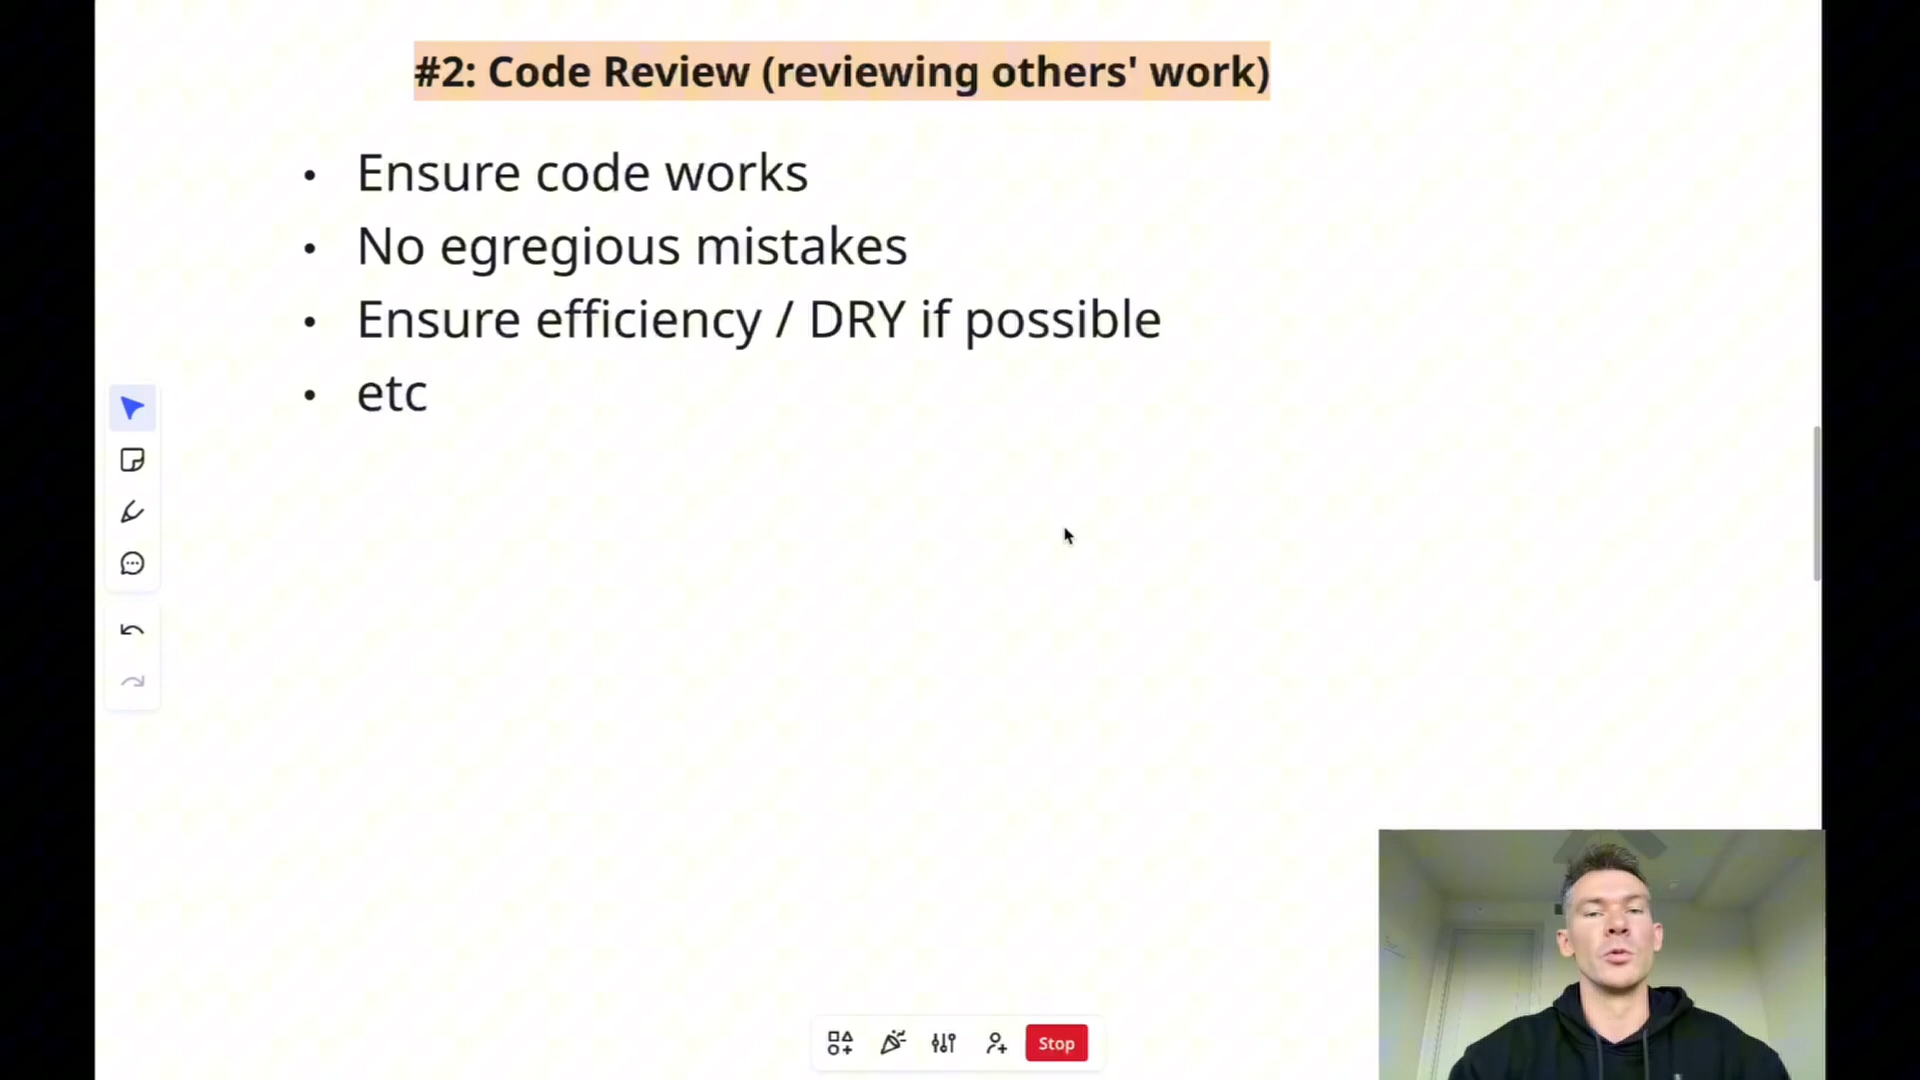 #2: Code Review (reviewing others' work)
• Ensure code works
• No egregious mistakes
• Ensure efficiency / DRY if possible
• etc
Stop